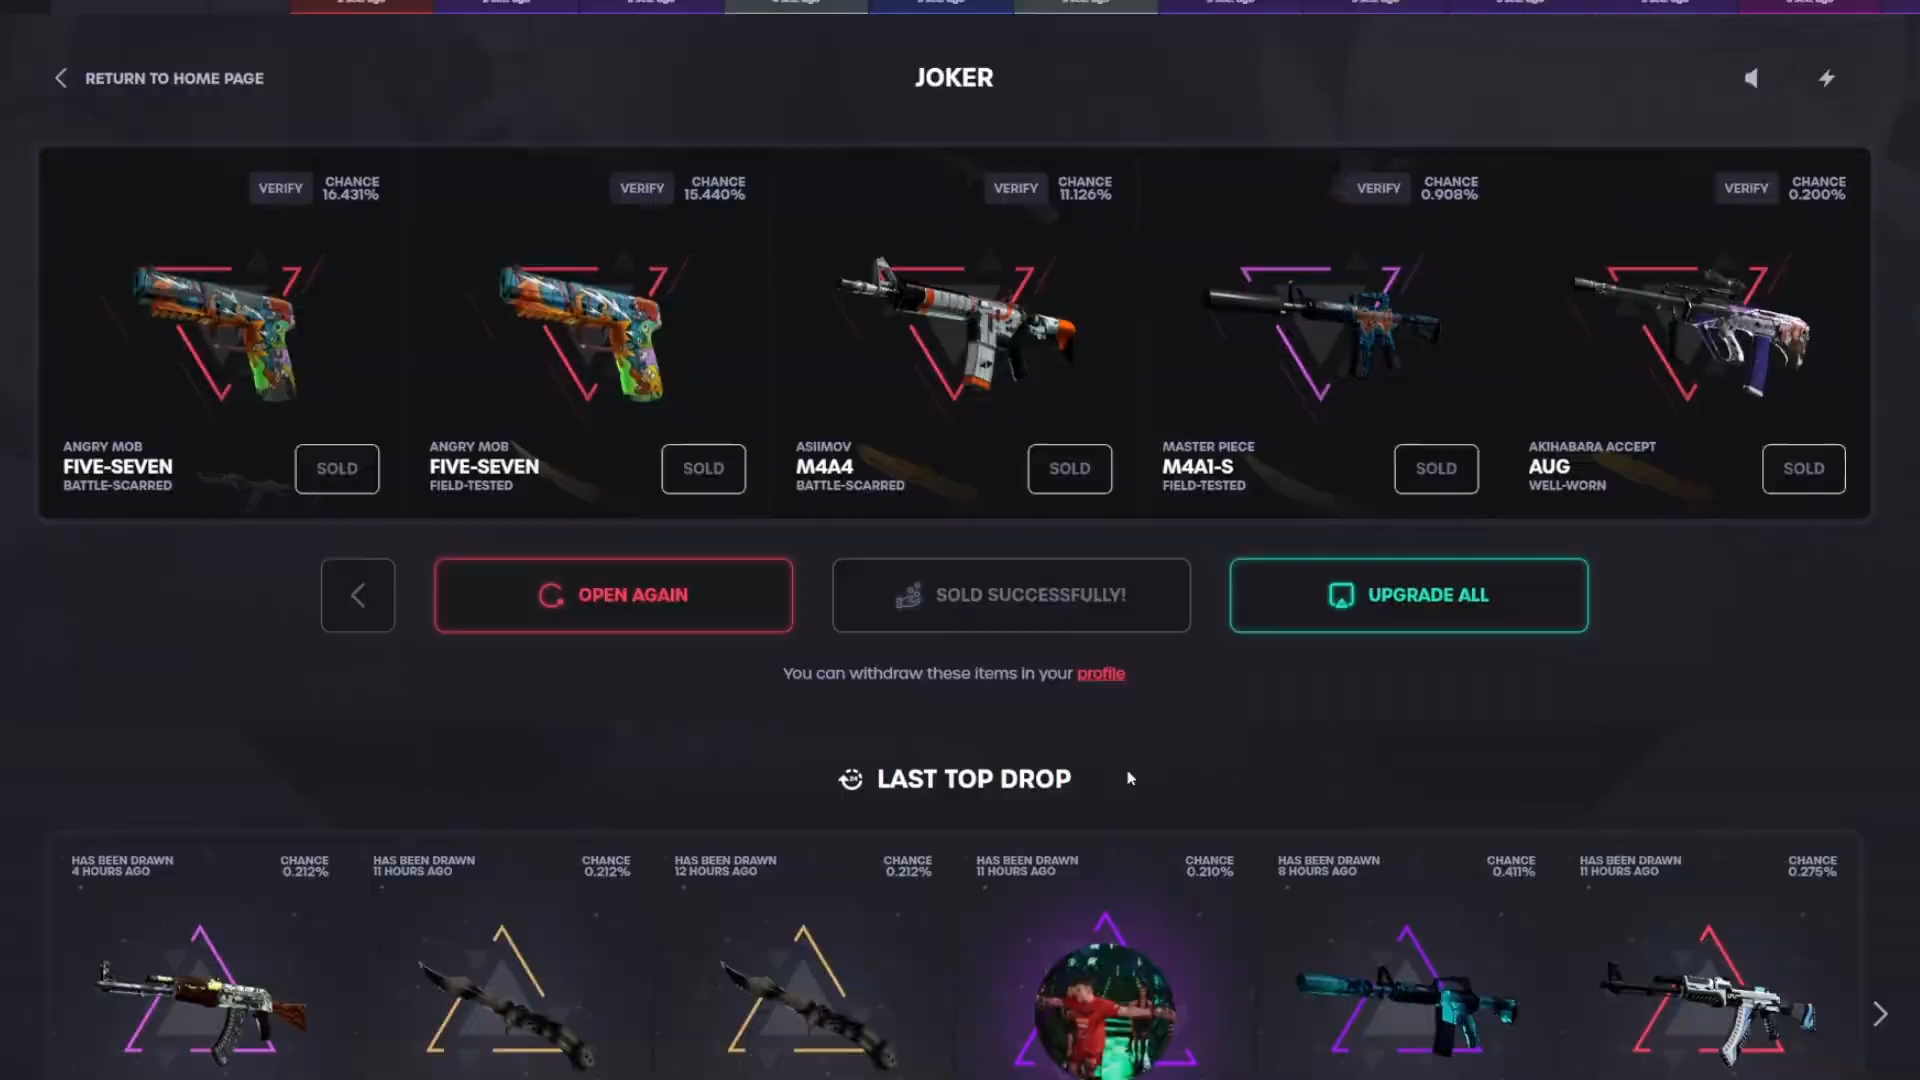 RETURN TO HOME PAGE
JOKER
VERIFY
CHANCE
16.431%
VERIFY
CHANCE
15.440%
VERIFY
CHANCE
11.126%
VERIFY
CHANCE
0.908%
VERIFY
CHANCE
0.200%
ANGRY MOB
FIVE-SEVEN
BATTLE-SCARRED
SOLD
ANGRY MOB
FIVE-SEVEN
FIELD-TESTED
SOLD
ASIIMOV
M4A4
BATTLE-SCARRED
SOLD
MASTER PIECE
M4A1-S
FIELD-TESTED
SOLD
AKIHABARA ACCEPT
AUG
WELL-WORN
SOLD
OPEN AGAIN
SOLD SUCCESSFULLY!
UPGRADE ALL
You can withdraw these items in your profile
LAST TOP DROP
HAS BEEN DRAWN
4 HOURS AGO
CHANCE
0.212%
HAS BEEN DRAWN
11 HOURS AGO
CHANCE
0.212%
HAS BEEN DRAWN
12 HOURS AGO
CHANCE
0.212%
HAS BEEN DRAWN
11 HOURS AGO
CHANCE
0.210%
HAS BEEN DRAWN
8 HOURS AGO
CHANCE
0.411%
HAS BEEN DRAWN
11 HOURS AGO
CHANCE
0.275%